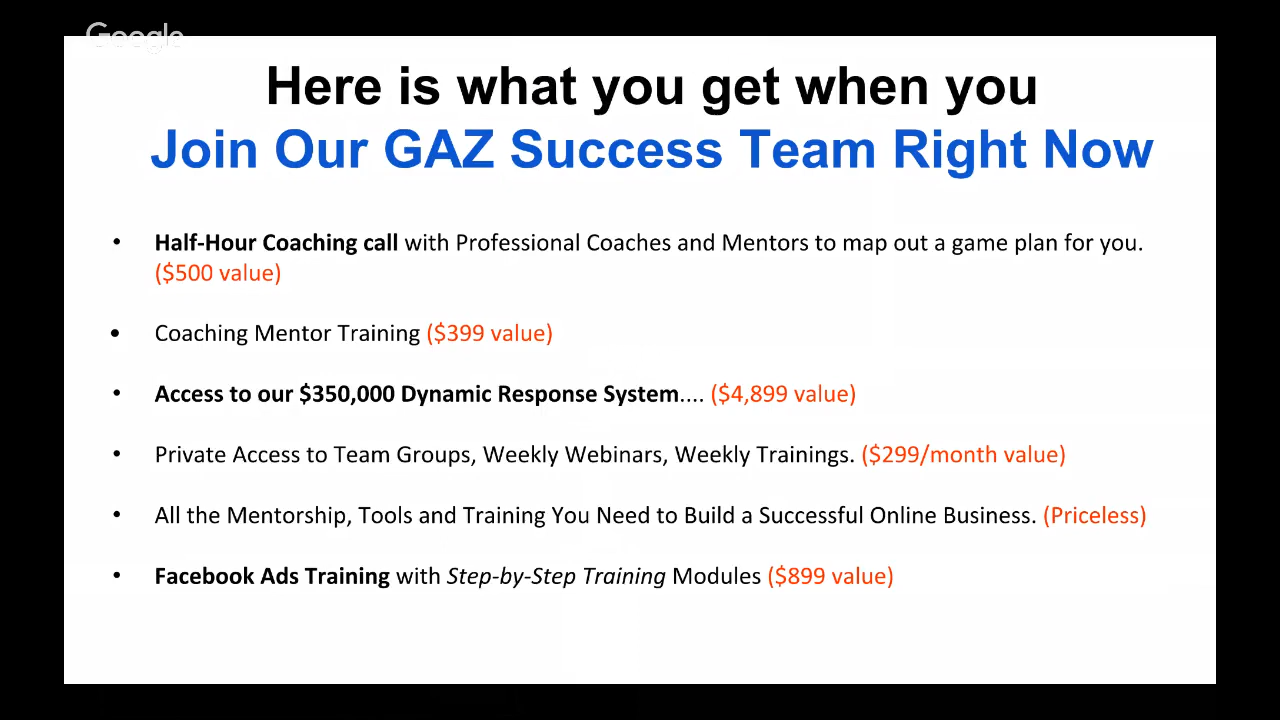 Google
Here is what you get when you
Join Our GAZ Success Team Right Now
• Half-Hour Coaching call with Professional Coaches and Mentors to map out a game plan for you.
($500 value)
• Coaching Mentor Training ($399 value)
• Access to our $350,000 Dynamic Response System.... ($4,899 value)
• Private Access to Team Groups, Weekly Webinars, Weekly Trainings. ($299/month value)
• All the Mentorship, Tools and Training You Need to Build a Successful Online Business. (Priceless)
• Facebook Ads Training with Step-by-Step Training Modules ($899 value)